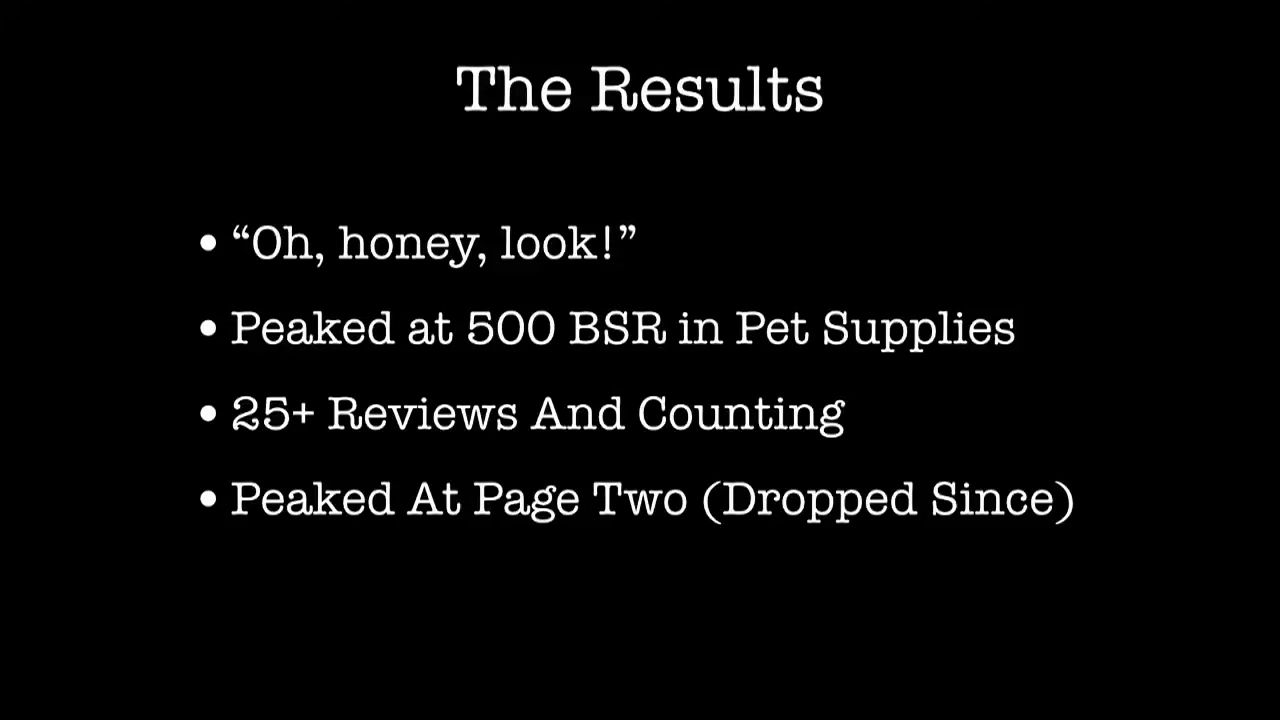 The Results
• “Oh, honey, look!”
• Peaked at 500 BSR in Pet Supplies
• 25+ Reviews And Counting
• Peaked At Page Two (Dropped Since)